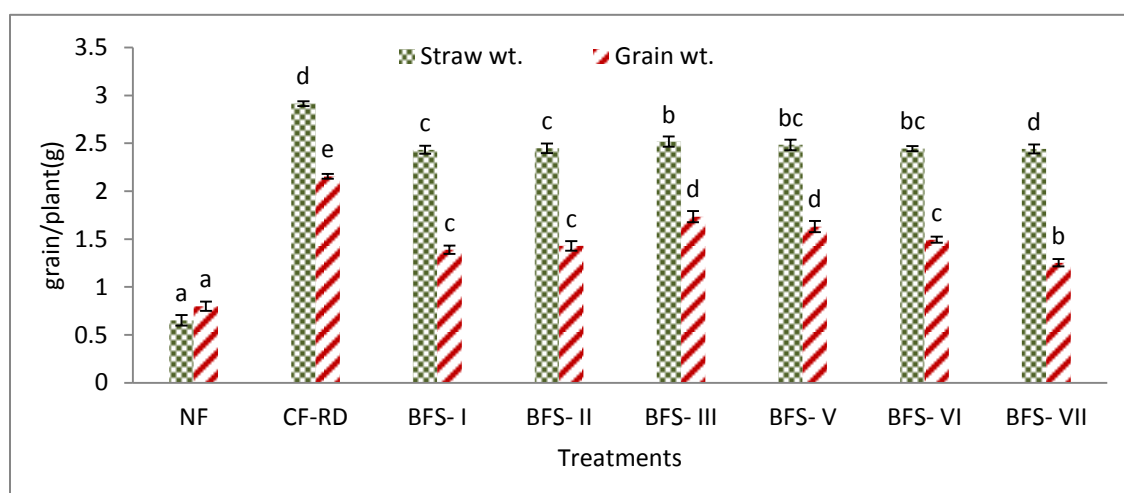 3.5
3
2.5
2
1.5
1
0.5
0
grain/plant(g)
Straw wt. Grain wt.
a a
d e
c c
c c
b d
bc d
bc c
d b
NF CF-RD BFS- I BFS- II BFS- III BFS- V BFS- VI BFS- VII
Treatments